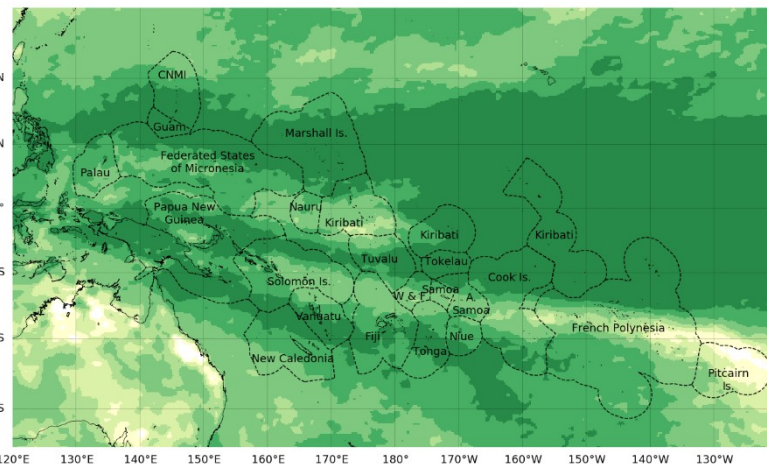 N
CNMI
Guam
Marshall Is.
N
Federated States
of Micronesia
Palau
Papua New
Guinea
Nauru
Kiribati
Kiribati
Kiribati
Tuvalu
Tokelau
Cook Is.
S
Solomon Is.
Samoa
W & F
A.
Samoa
Vanuatu
French Polynesia
Fiji
Niue
S
Tonga
New Caledonia
Pitcairn
Is.
S
120°E 130°E 140°E 150°E 160°E 170°E 180° 170°W 160°W 150°W 140°W 130°W